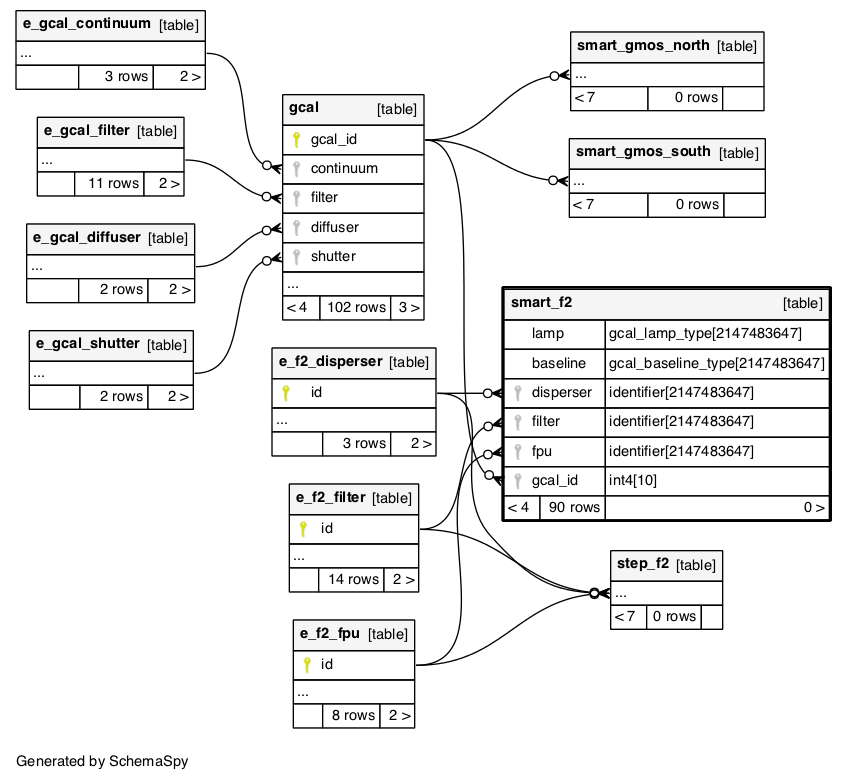 e_gcal_continuum [table]
...
3 rows 2 >
e_gcal_filter [table]
...
11 rows 2 >
e_gcal_diffuser [table]
...
2 rows 2 >
e_gcal_shutter [table]
...
2 rows 2 >
gcal [table]
gcal_id
continuum
filter
diffuser
shutter
...
< 4 102 rows 3 >
e_f2_disperser [table]
id
...
3 rows 2 >
e_f2_filter [table]
id
...
14 rows 2 >
e_f2_fpu [table]
id
...
8 rows 2 >
smart_gmos_north [table]
...
< 7 0 rows
smart_gmos_south [table]
...
< 7 0 rows
smart_f2 [table]
lamp gcal_lamp_type[2147483647]
baseline gcal_baseline_type[2147483647]
disperser identifier[2147483647]
filter identifier[2147483647]
fpu identifier[2147483647]
gcal_id int4[10]
< 4 90 rows 0 >
step_f2 [table]
...
< 7 0 rows
Generated by SchemaSpy